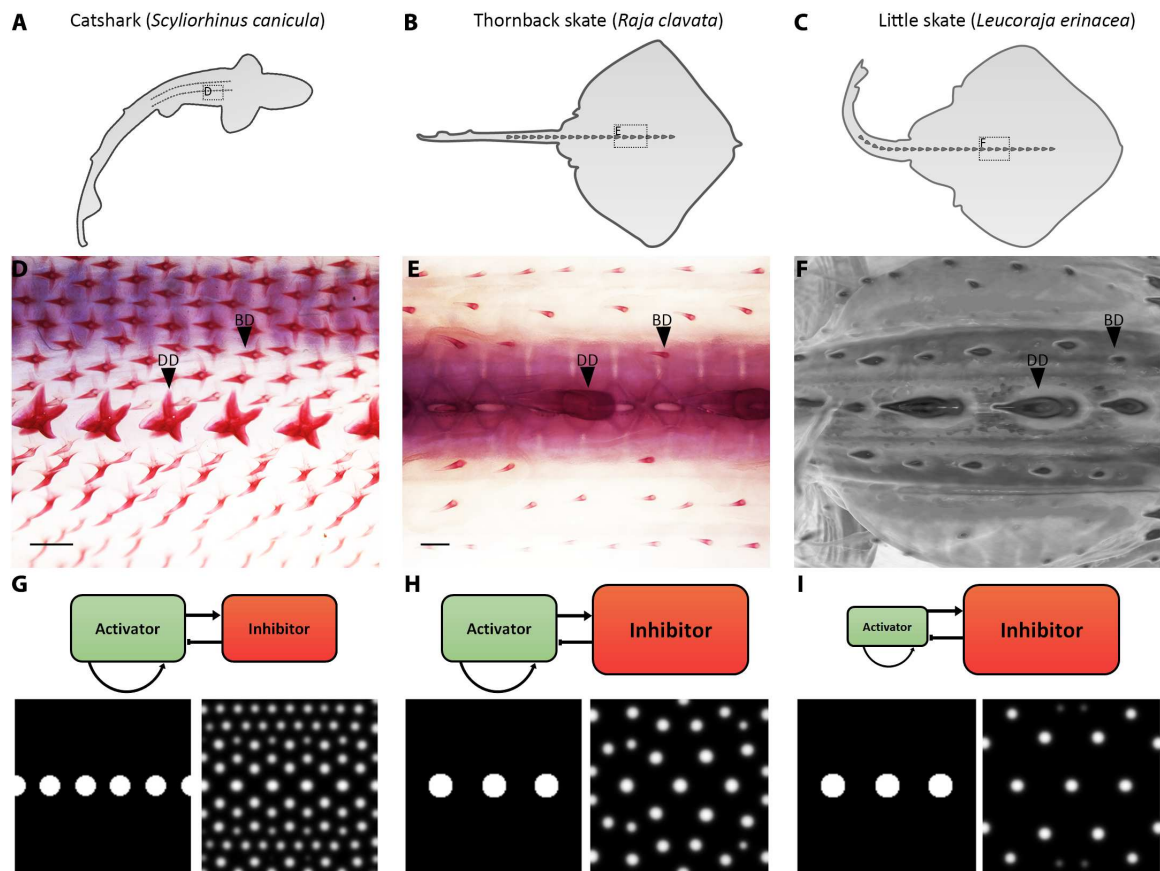 A Catshark (Scyliorhinus canicula)
B Thornback skate (Raja clavata)
C Little skate (Leucoraja erinacea)
D
E
F
D
BD
DD
E
BD
DD
F
BD
DD
G
Activator
Inhibitor
H
Activator
Inhibitor
I
Activator
Inhibitor